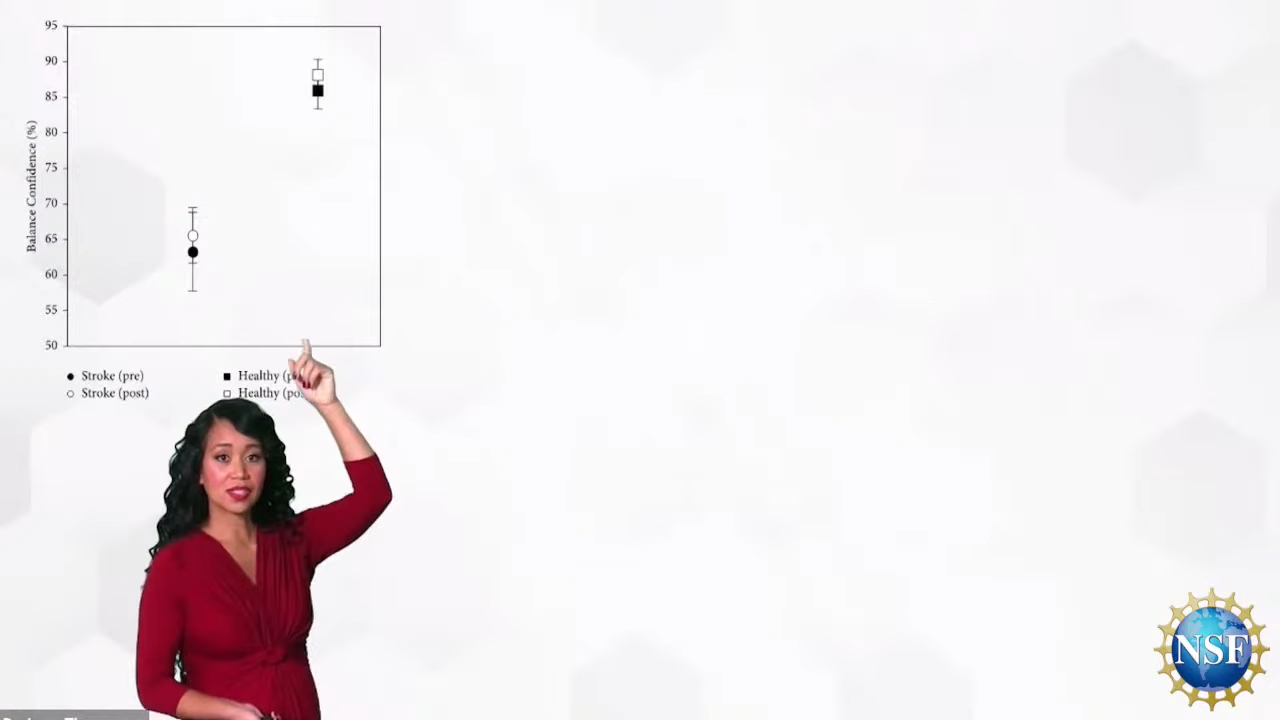 95
90
85
80
75
70
65
60
55
50
Balance Confidence (%)
Stroke (pre)
Healthy
Stroke (post)
Healthy
NSF